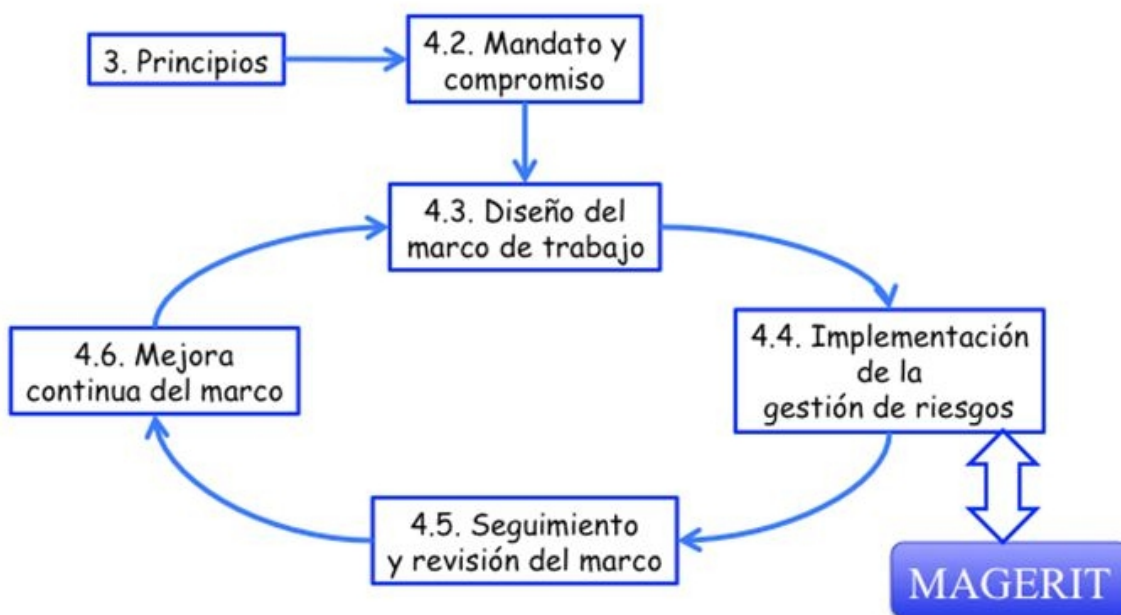 3. Principios
4.2. Mandato y
compromiso
4.3. Diseño del
marco de trabajo
4.4. Implementación
de la
gestión de riesgos
4.6. Mejora
continua del marco
4.5. Seguimiento
y revisión del marco
MAGERIT